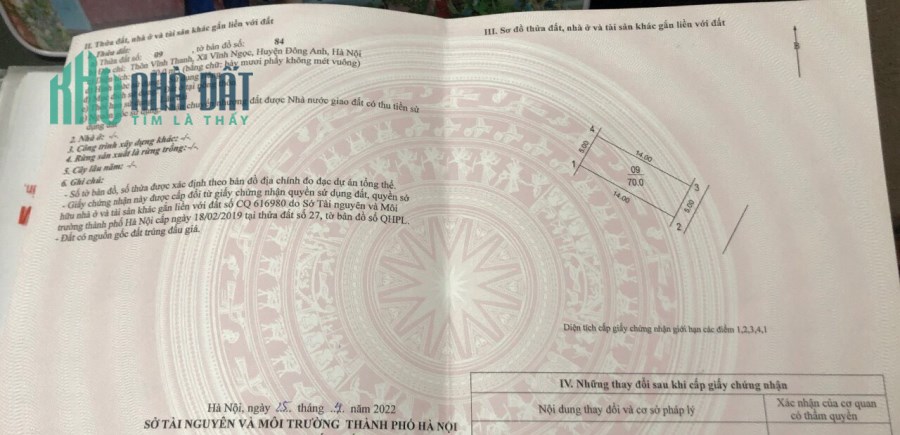 II. Thửa đất, nhà ở và tài sản khác gắn liền với đất
Thửa đất:
Thửa đất số: 09 , tờ bản đồ số: 84
chỉ: Thôn Vĩnh Thanh, Xã Vĩnh Ngọc, Huyện Đông Anh, Hà Nội
(bằng chữ: bảy mươi phẩy không mét vuông)
KHO NHÀ ĐẤT
TÌM LÀ THẤY
đất được Nhà nước giao đất có thu tiền sử
dụng đất
2. Nhà ở: -/-
3. Công trình xây dựng khác: -/-
4. Rừng sản xuất là rừng trồng: -/-
5. Cây lâu năm: -/-
6. Ghi chú:
- Số tờ bản đồ, số thửa được xác định theo bản đồ địa chính đo đạc dự án tổng thể.
- Giấy chứng nhận này được cấp đổi từ giấy chứng nhận quyền sử dụng đất, quyền sở
hữu nhà ở và tài sản khác gắn liền với đất số CQ 616980 do Sở Tài nguyên và Môi
trường thành phố Hà Nội cấp ngày 18/02/2019 tại thửa đất số 27, tờ bản đồ số QHPL.
- Đất có nguồn gốc đất trúng đấu giá.
Hà Nội, ngày 15 tháng 4 năm 2022
SỞ TÀI NGUYÊN VÀ MÔI TRƯỜNG THÀNH PHỐ HÀ NỘI
III. Sơ đồ thửa đất, nhà ở và tài sản khác gắn liền với đất
B
4
5.00
14.00
1
09
70.0
3
14.00
5.00
2
Diện tích cấp giấy chứng nhận giới hạn các điểm 1,2,3,4,1
IV. Những thay đổi sau khi cấp giấy chứng nhận
Nội dung thay đổi và cơ sở pháp lý
Xác nhận của cơ quan
có thẩm quyền